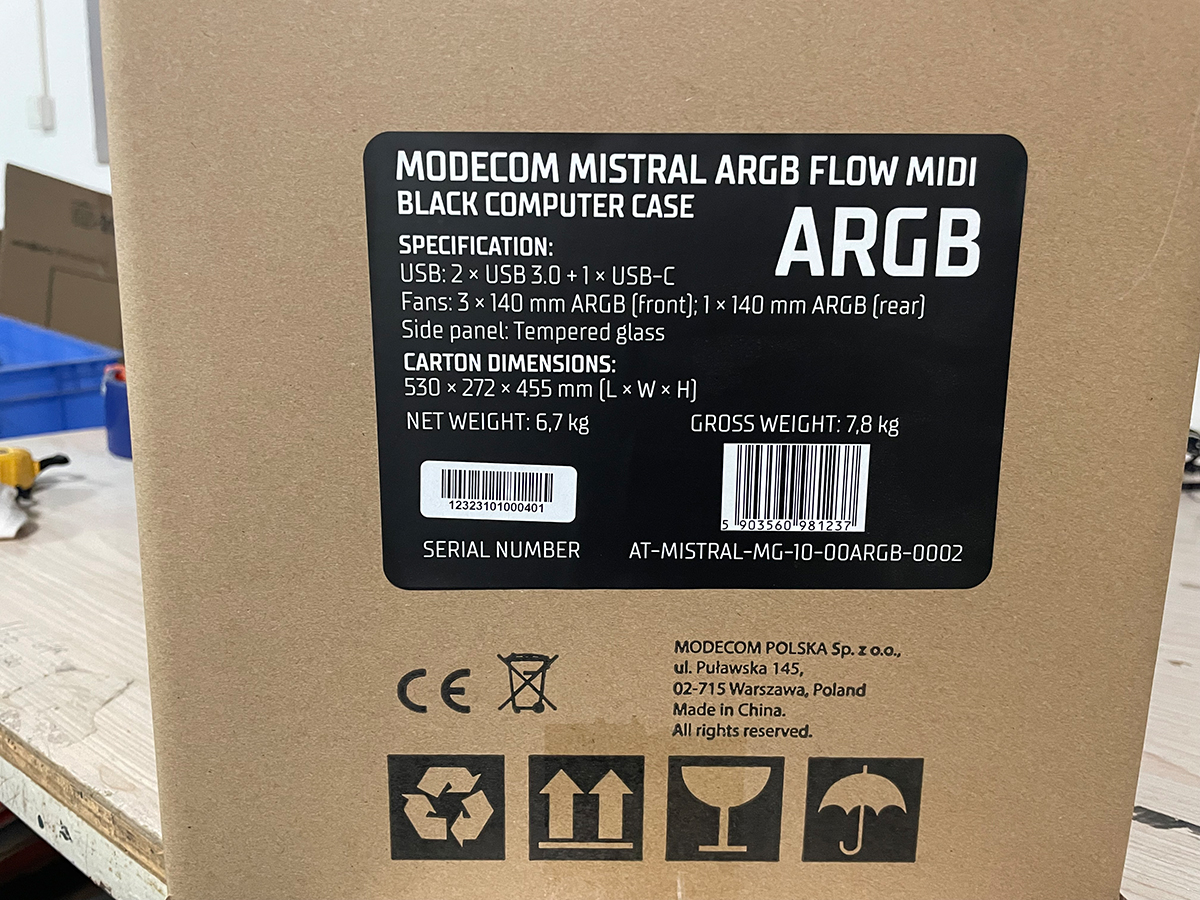 MODECOM MISTRAL ARGB FLOW MIDI
BLACK COMPUTER CASE
ARGB
SPECIFICATION:
USB: 2 × USB 3.0 + 1 × USB-C
Fans: 3 × 140 mm ARGB (front); 1 × 140 mm ARGB (rear)
Side panel: Tempered glass
CARTON DIMENSIONS:
530 × 272 × 455 mm (L × W × H)
NET WEIGHT: 6,7 kg
GROSS WEIGHT: 7,8 kg
12323101000401
5 903560 981237
SERIAL NUMBER
AT-MISTRAL-MG-10-00ARGB-0002
CE
MODECOM POLSKA Sp. z o.o.,
ul. Puławska 145,
02-715 Warszawa, Poland
Made in China.
All rights reserved.